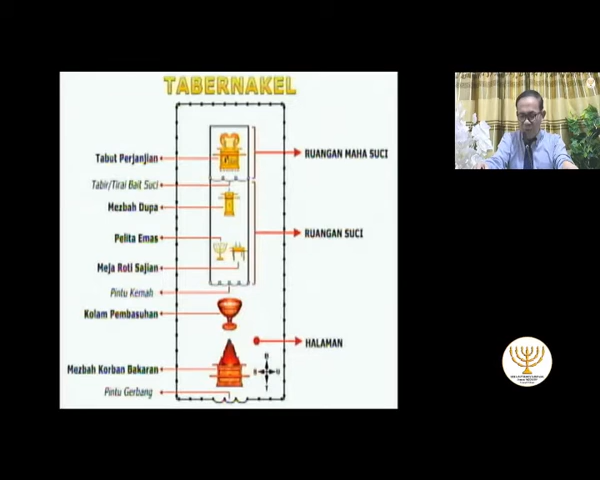 TABERNAKEL
Tabut Perjanjian
RUANGAN MAHA SUCI
Tabir/Tirai Bait Suci
Mezbah Dupa
RUANGAN SUCI
Pelita Emas
Meja Roti Sajian
Pintu Kemah
Kolam Pembasuhan
HALAMAN
Mezbah Korban Bakaran
Pintu Gerbang